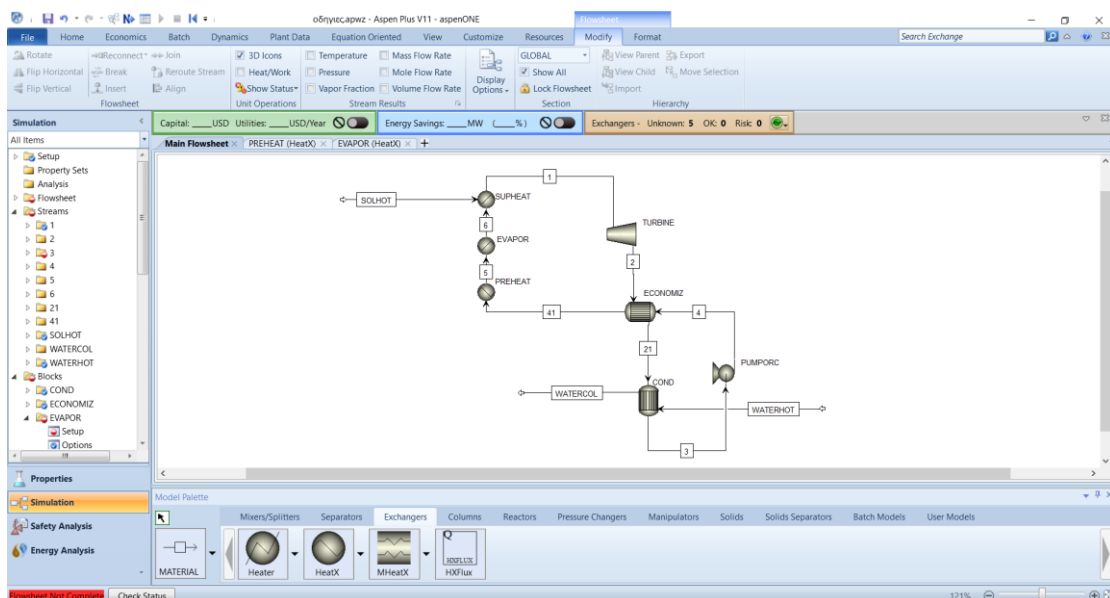 οδηγιες.apwz - Aspen Plus V11 - aspenONE
Flowsheet
File Home Economics Batch Dynamics Plant Data Equation Oriented View Customize Resources Modify Format Search Exchange
Rotate Reconnect Join 3D Icons Temperature Mass Flow Rate GLOBAL View Parent Export
Flip Horizontal Break Reroute Stream Heat/Work Pressure Mole Flow Rate Display Options Show All View Child Move Selection
Flip Vertical Insert Align Show Status Vapor Fraction Volume Flow Rate Lock Flowsheet Import
Flowsheet Unit Operations Stream Results Section Hierarchy
Simulation Capital: ____USD Utilities: ____USD/Year Energy Savings: ____MW (____%) Exchangers - Unknown: 5 OK: 0 Risk: 0
All Items Main Flowsheet PREHEAT (HeatX) EVAPOR (HeatX) +
Setup
Property Sets
Analysis
Flowsheet
Streams
1
2
3
4
5
6
21
41
SOLHOT
WATERCOL
WATERHOT
Blocks
COND
ECONOMIZ
EVAPOR
Setup
Options
Properties
Simulation
Safety Analysis
Energy Analysis
1
SOLHOT SUPHEAT
6 TURBINE
EVAPOR
2
5
PREHEAT
ECONOMIZ
41 4
21
PUMPORC
COND
WATERCOL
WATERHOT
3
Model Palette
Mixers/Splitters Separators Exchangers Columns Reactors Pressure Changers Manipulators Solids Solids Separators Batch Models User Models
Q
HXFLUX
MATERIAL Heater HeatX MHeatX HXFlux
Flowsheet Not Complete Check Status 121%